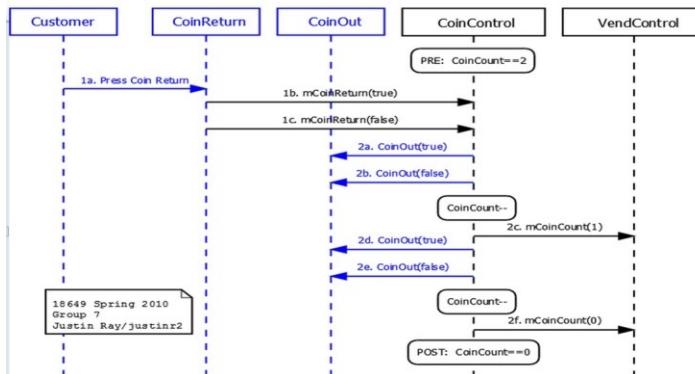 Customer CoinReturn CoinOut CoinControl VendControl
PRE: CoinCount==2
1a. Press Coin Return
1b. mCoinReturn(true)
1c. mCoinReturn(false)
2a. CoinOut(true)
2b. CoinOut(false)
CoinCount--
2c. mCoinCount(1)
2d. CoinOut(true)
2e. CoinOut(false)
CoinCount--
18649 Spring 2010
Group 7
Justin Ray/justinr2
2f. mCoinCount(0)
POST: CoinCount==0